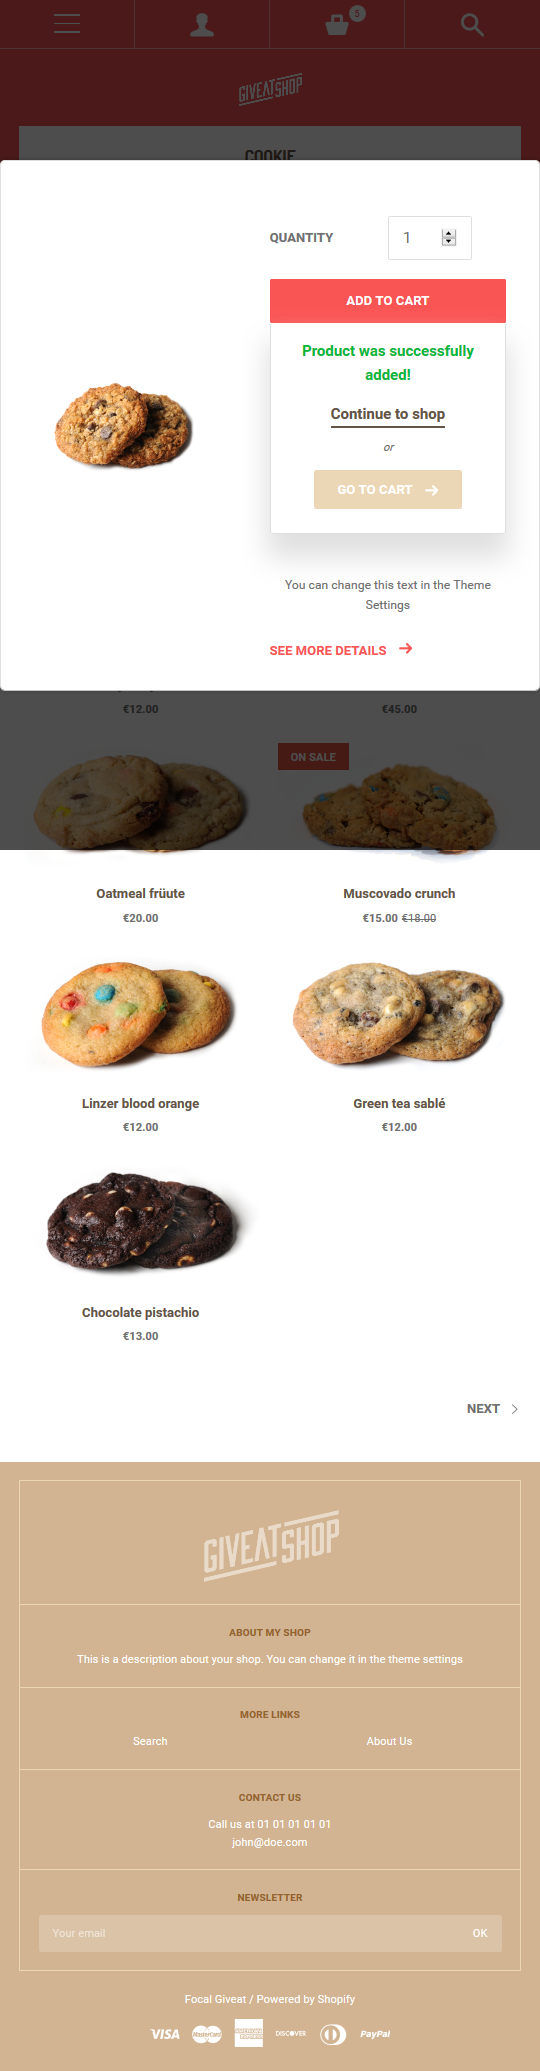 5
GIVEATSHOP
COOKIE
QUANTITY
1
ADD TO CART
Product was successfully
added!
Continue to shop
or
GO TO CART
You can change this text in the Theme
Settings
SEE MORE DETAILS
€12.00
€45.00
ON SALE
Oatmeal früute
Muscovado crunch
€20.00
€15.00 €18.00
Linzer blood orange
Green tea sablé
€12.00
€12.00
Chocolate pistachio
€13.00
NEXT
GIVEATSHOP
ABOUT MY SHOP
This is a description about your shop. You can change it in the theme settings
MORE LINKS
Search
About Us
CONTACT US
Call us at 01 01 01 01 01
john@doe.com
NEWSLETTER
Your email
OK
Focal Giveat / Powered by Shopify
VISA MasterCard AMERICAN EXPRESS DISCOVER PayPal